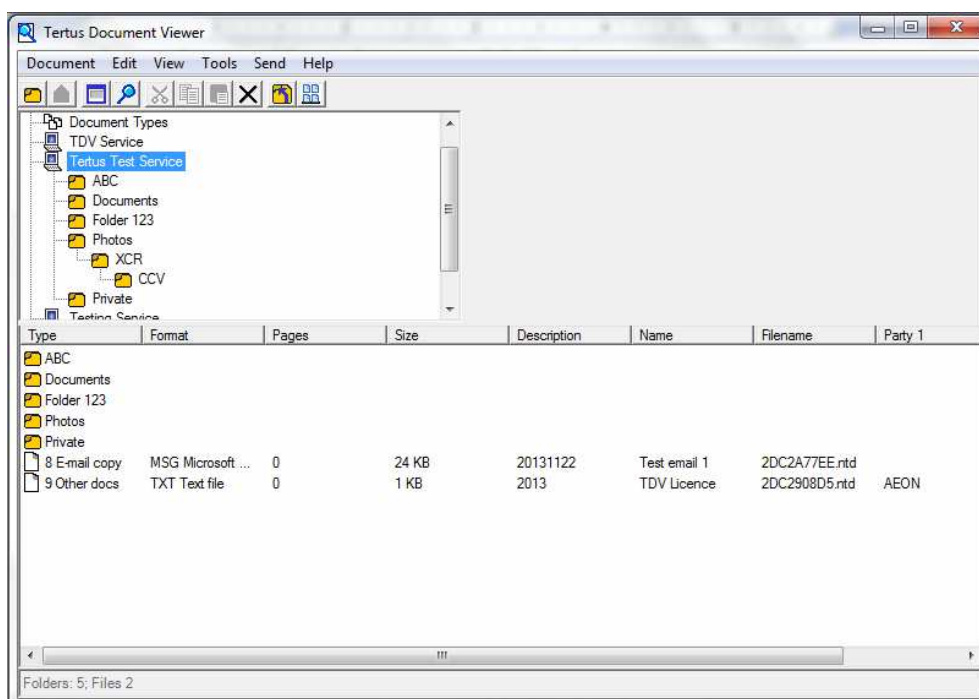 Tertus Document Viewer
Document Edit View Tools Send Help
Document Types
TDV Service
Tertus Test Service
ABC
Documents
Folder 123
Photos
XCR
CCV
Private
Testing Service
Type Format Pages Size Description Name Filename Party 1
ABC
Documents
Folder 123
Photos
Private
8 E-mail copy MSG Microsoft ... 0 24 KB 20131122 Test email 1 2DC2A77EE.ntd
9 Other docs TXT Text file 0 1 KB 2013 TDV Licence 2DC2908D5.ntd AEON
Folders: 5; Files 2